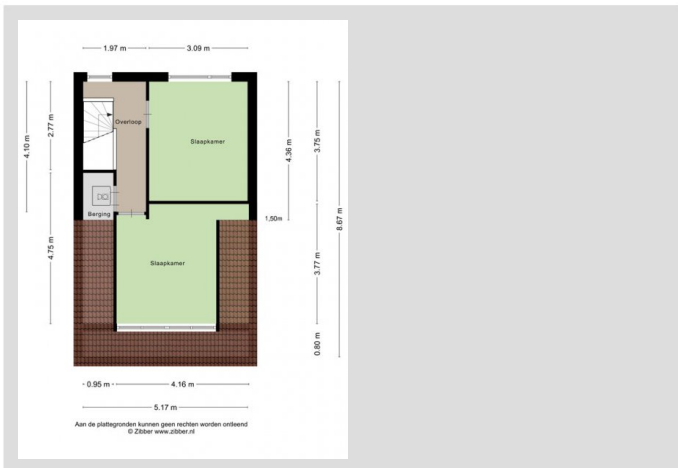 1.97 m
3.09 m
4.10 m
2.77 m
4.75 m
Overloop
Slaapkamer
Berging
Slaapkamer
1,50m
4.36 m
3.75 m
3.77 m
8.67 m
0.80 m
0.95 m
4.16 m
5.17 m
Aan de plattegronden kunnen geen rechten worden ontleend
© Zibber www.zibber.nl